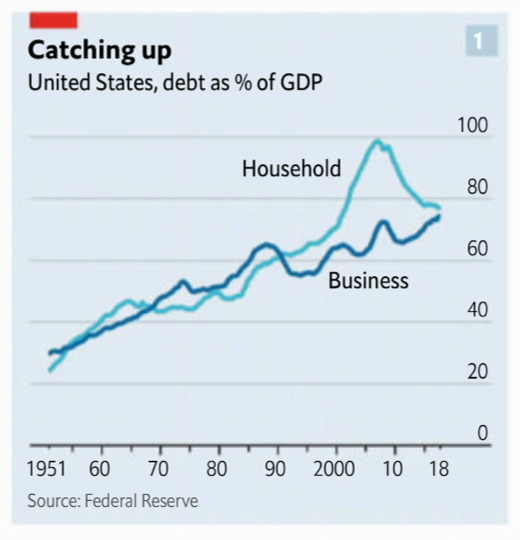 1
Catching up
United States, debt as % of GDP
100
Household
80
60
Business
40
20
0
1951 60 70 80 90 2000 10 18
Source: Federal Reserve